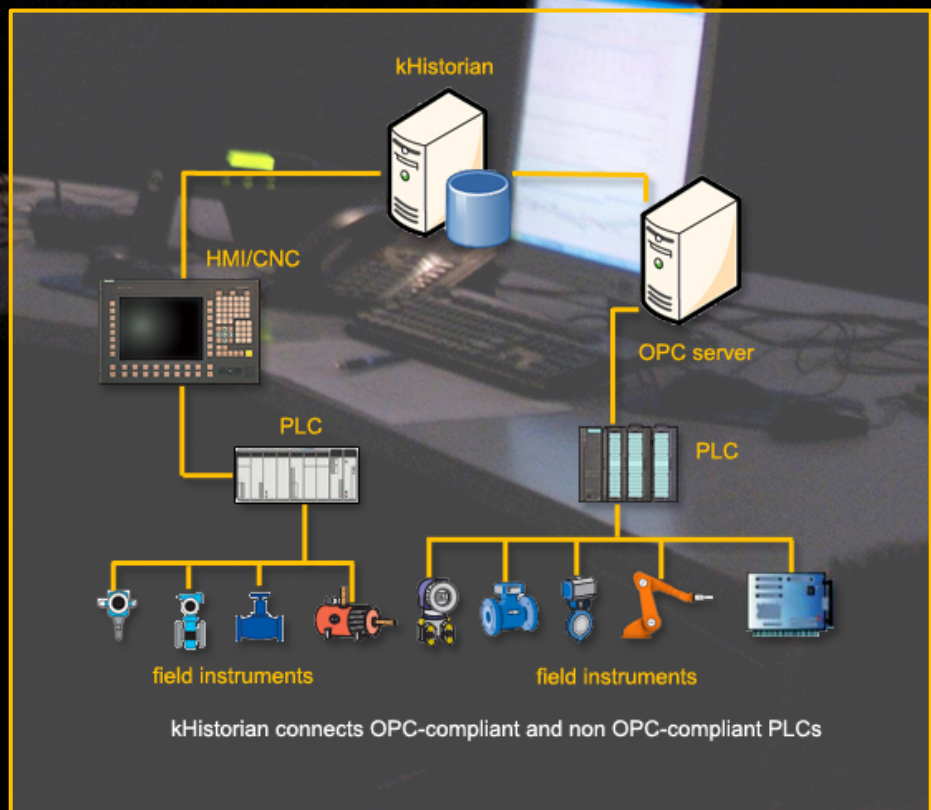 kHistorian
HMI/CNC
OPC server
PLC
PLC
field instruments
field instruments
kHistorian connects OPC-compliant and non OPC-compliant PLCs